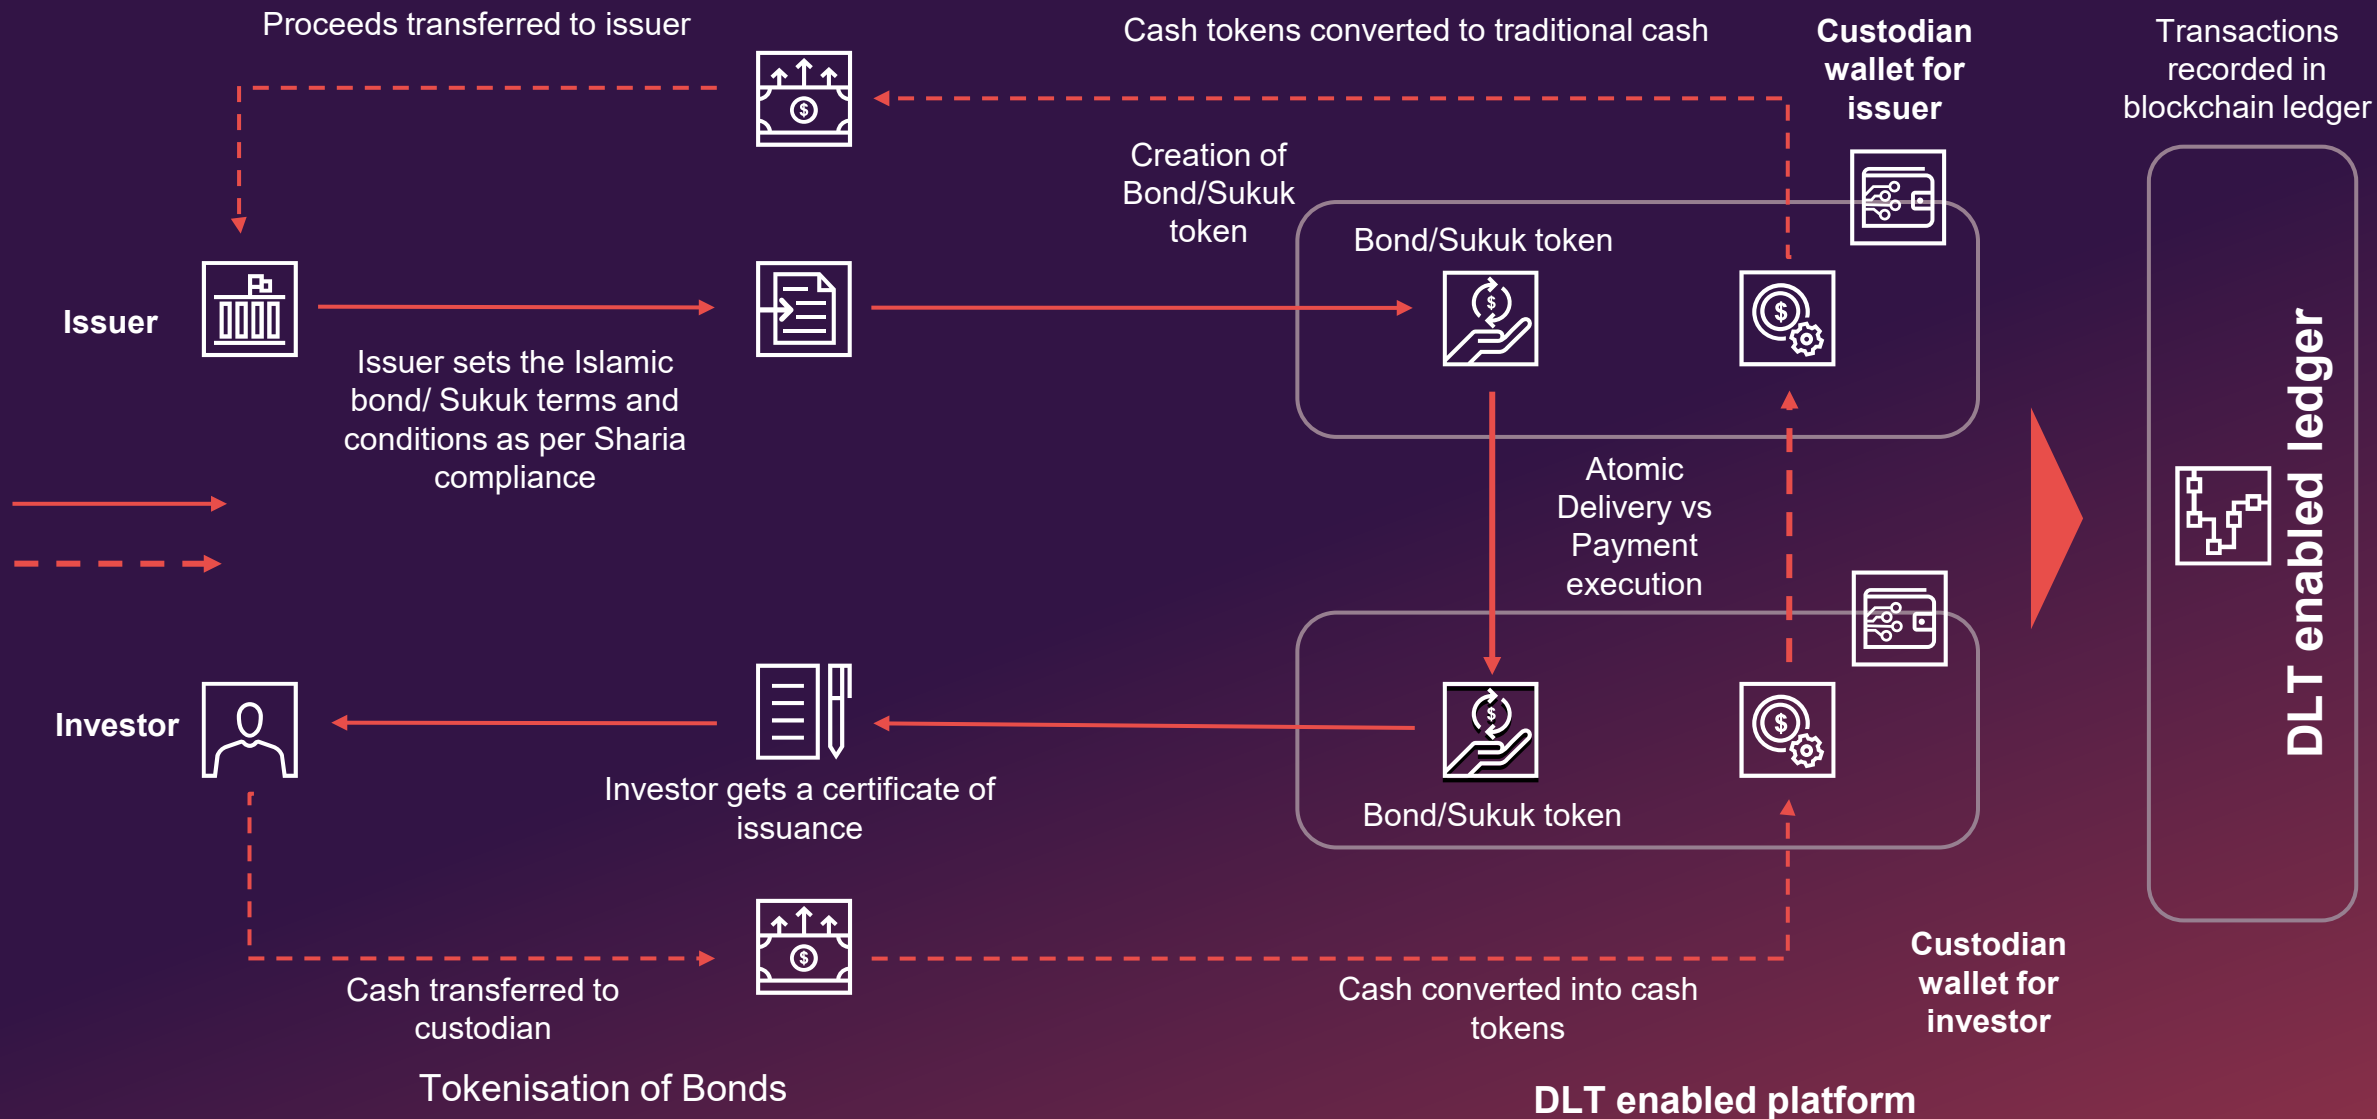 Proceeds transferred to issuer
Cash tokens converted to traditional cash
Custodian
wallet for
issuer
Transactions
recorded in
blockchain ledger
Creation of
Bond/Sukuk
token
Bond/Sukuk token
Issuer
Issuer sets the Islamic
bond/ Sukuk terms and
conditions as per Sharia
compliance
Atomic
Delivery vs
Payment
execution
DLT enabled ledger
Investor
Investor gets a certificate of
issuance
Bond/Sukuk token
Cash transferred to
custodian
Cash converted into cash
tokens
Custodian
wallet for
investor
Tokenisation of Bonds
DLT enabled platform